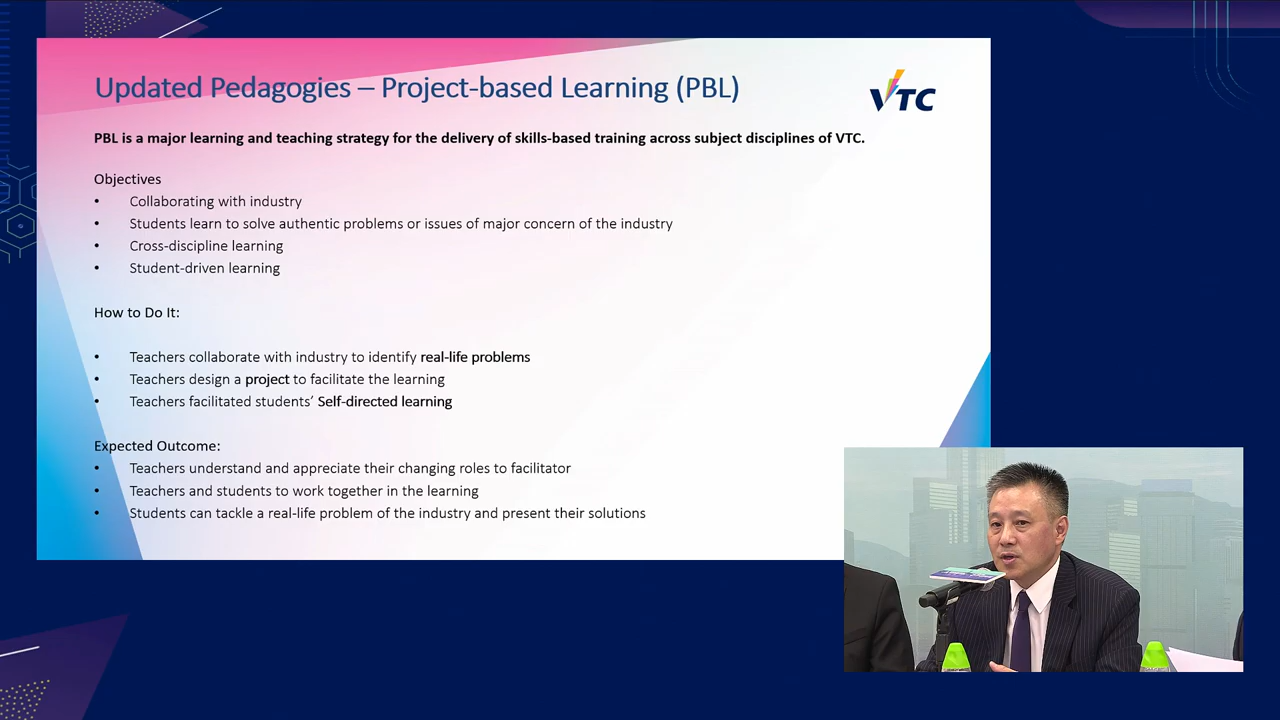 Updated Pedagogies – Project-based Learning (PBL)
VTC
PBL is a major learning and teaching strategy for the delivery of skills-based training across subject disciplines of VTC.
Objectives
• Collaborating with industry
• Students learn to solve authentic problems or issues of major concern of the industry
• Cross-discipline learning
• Student-driven learning
How to Do It:
• Teachers collaborate with industry to identify real-life problems
• Teachers design a project to facilitate the learning
• Teachers facilitated students’ Self-directed learning
Expected Outcome:
• Teachers understand and appreciate their changing roles to facilitator
• Teachers and students to work together in the learning
• Students can tackle a real-life problem of the industry and present their solutions